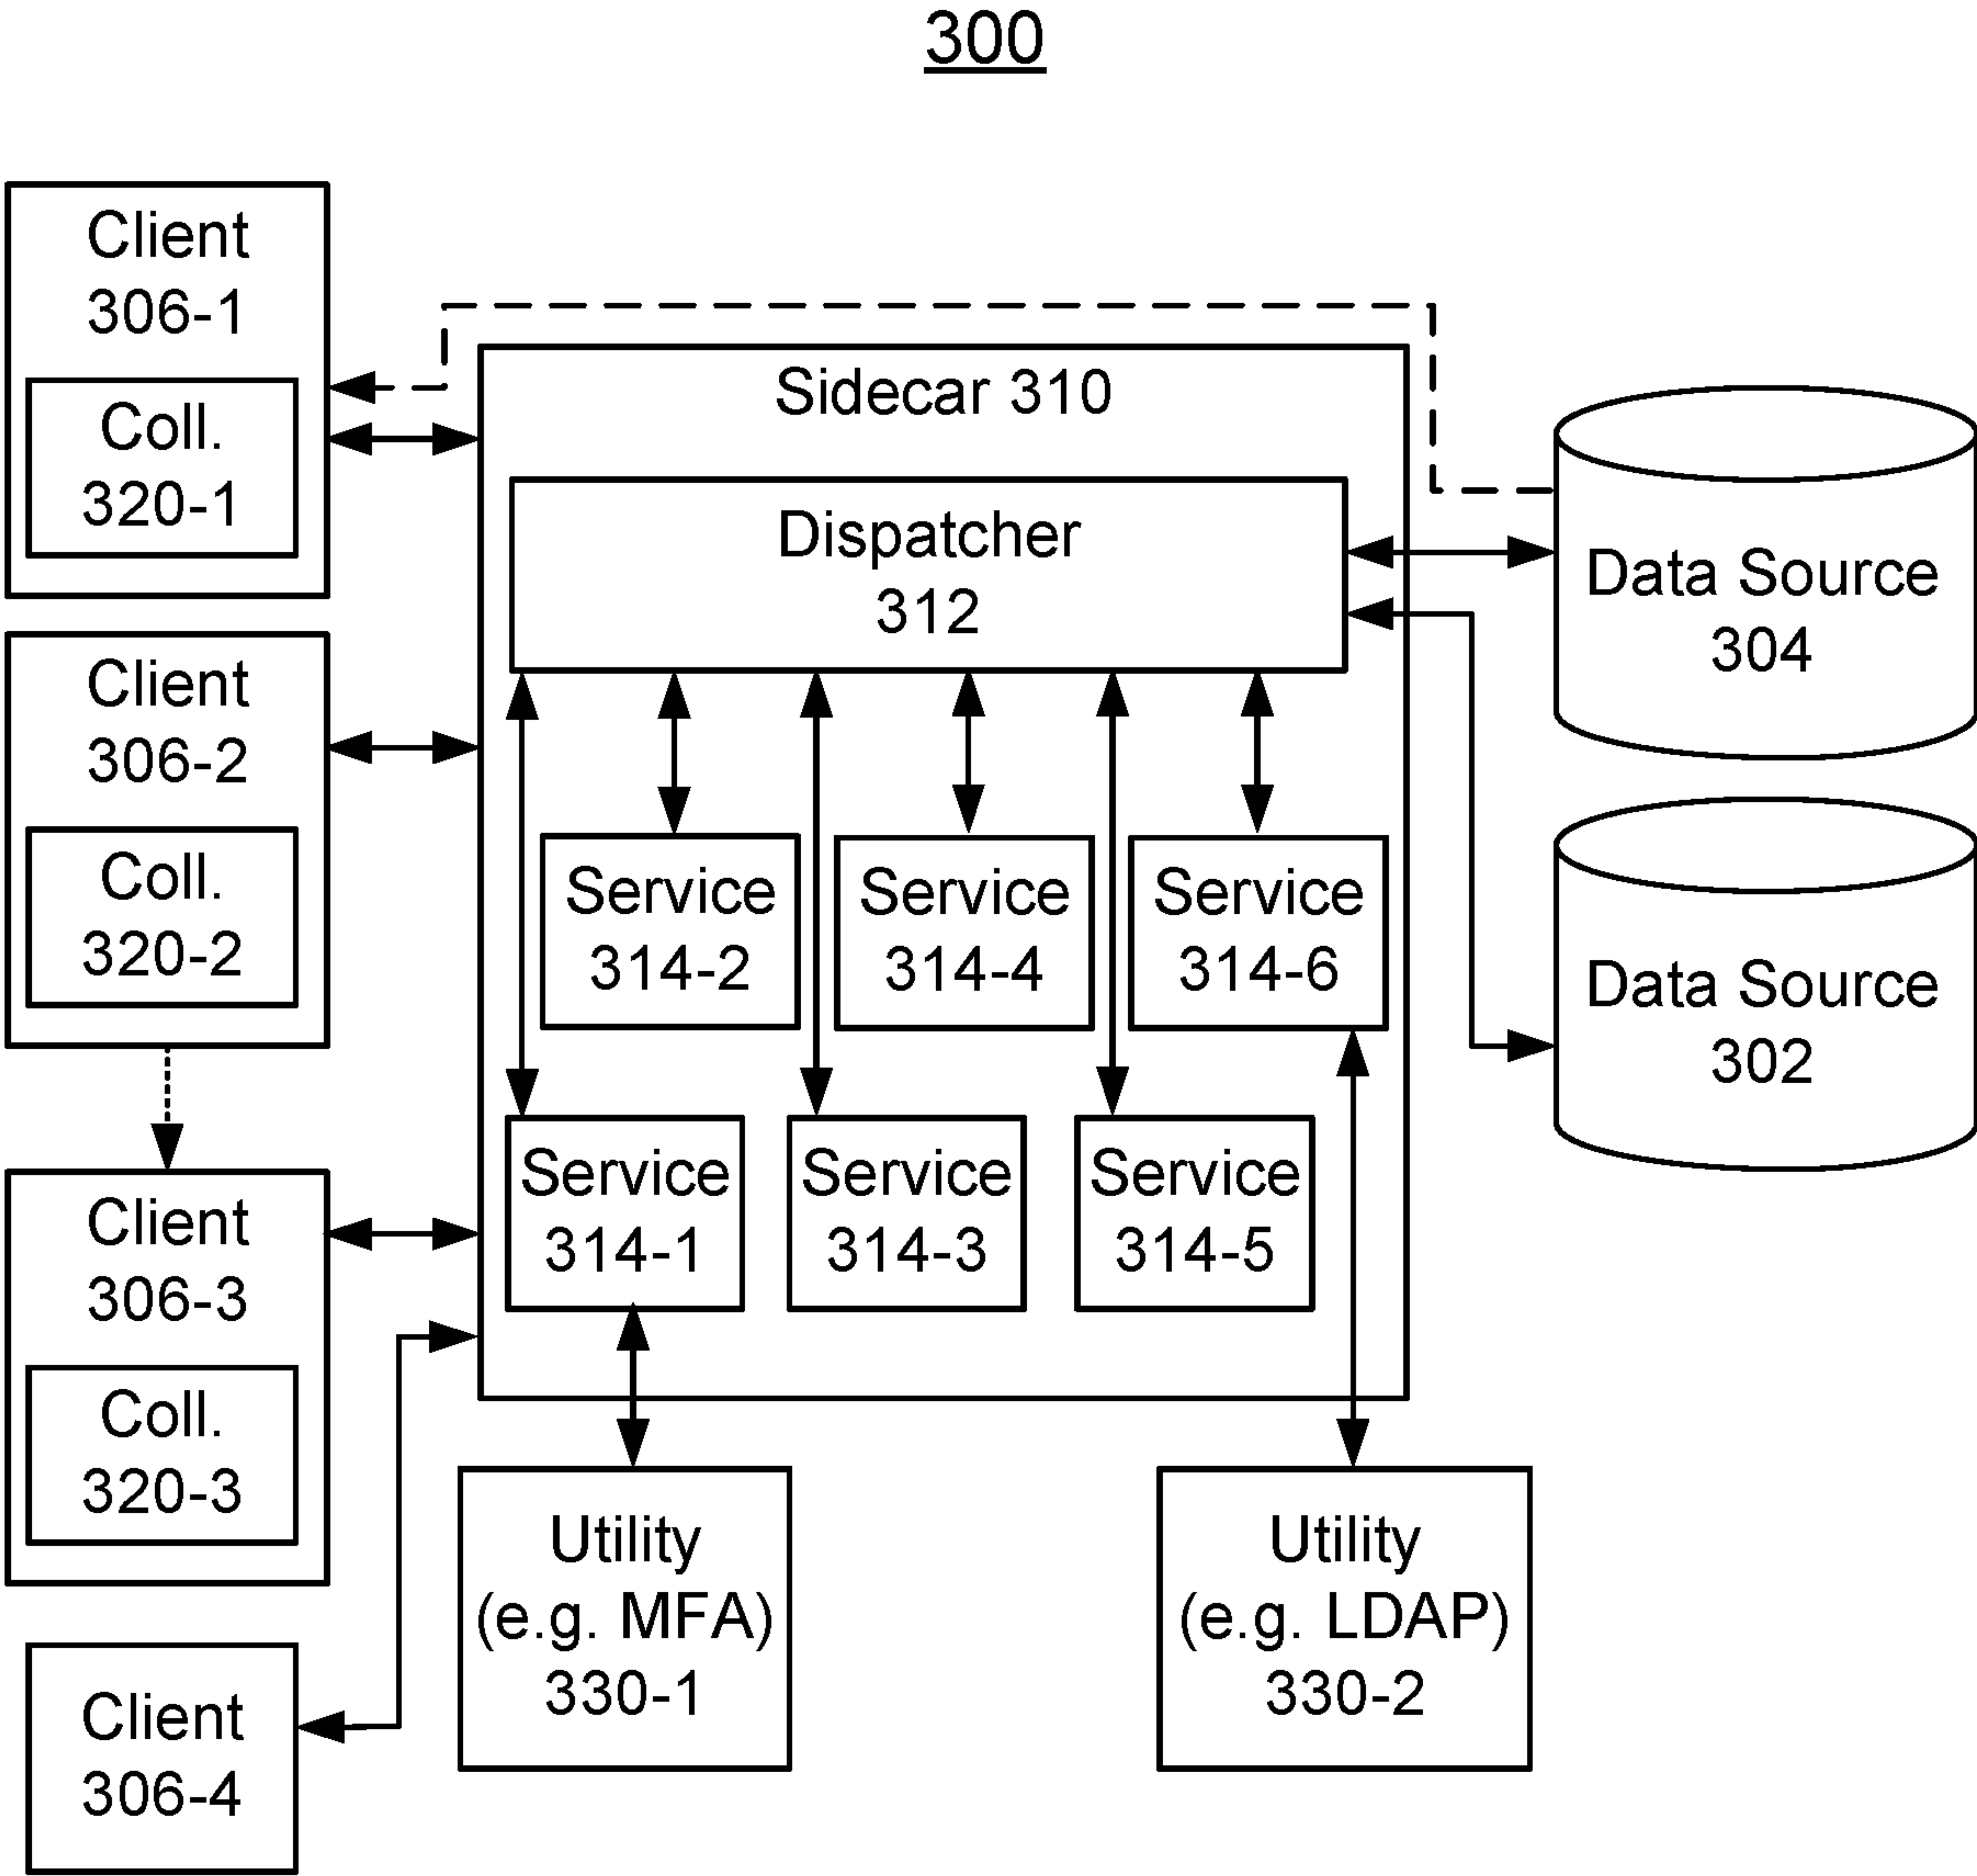 300
Client
306-1
Coll.
320-1
Client
306-2
Coll.
320-2
Client
306-3
Coll.
320-3
Client
306-4
Sidecar 310
Dispatcher
312
Service
314-2
Service
314-4
Service
314-6
Service
314-1
Service
314-3
Service
314-5
Utility
(e.g. MFA)
330-1
Utility
(e.g. LDAP)
330-2
Data Source
304
Data Source
302